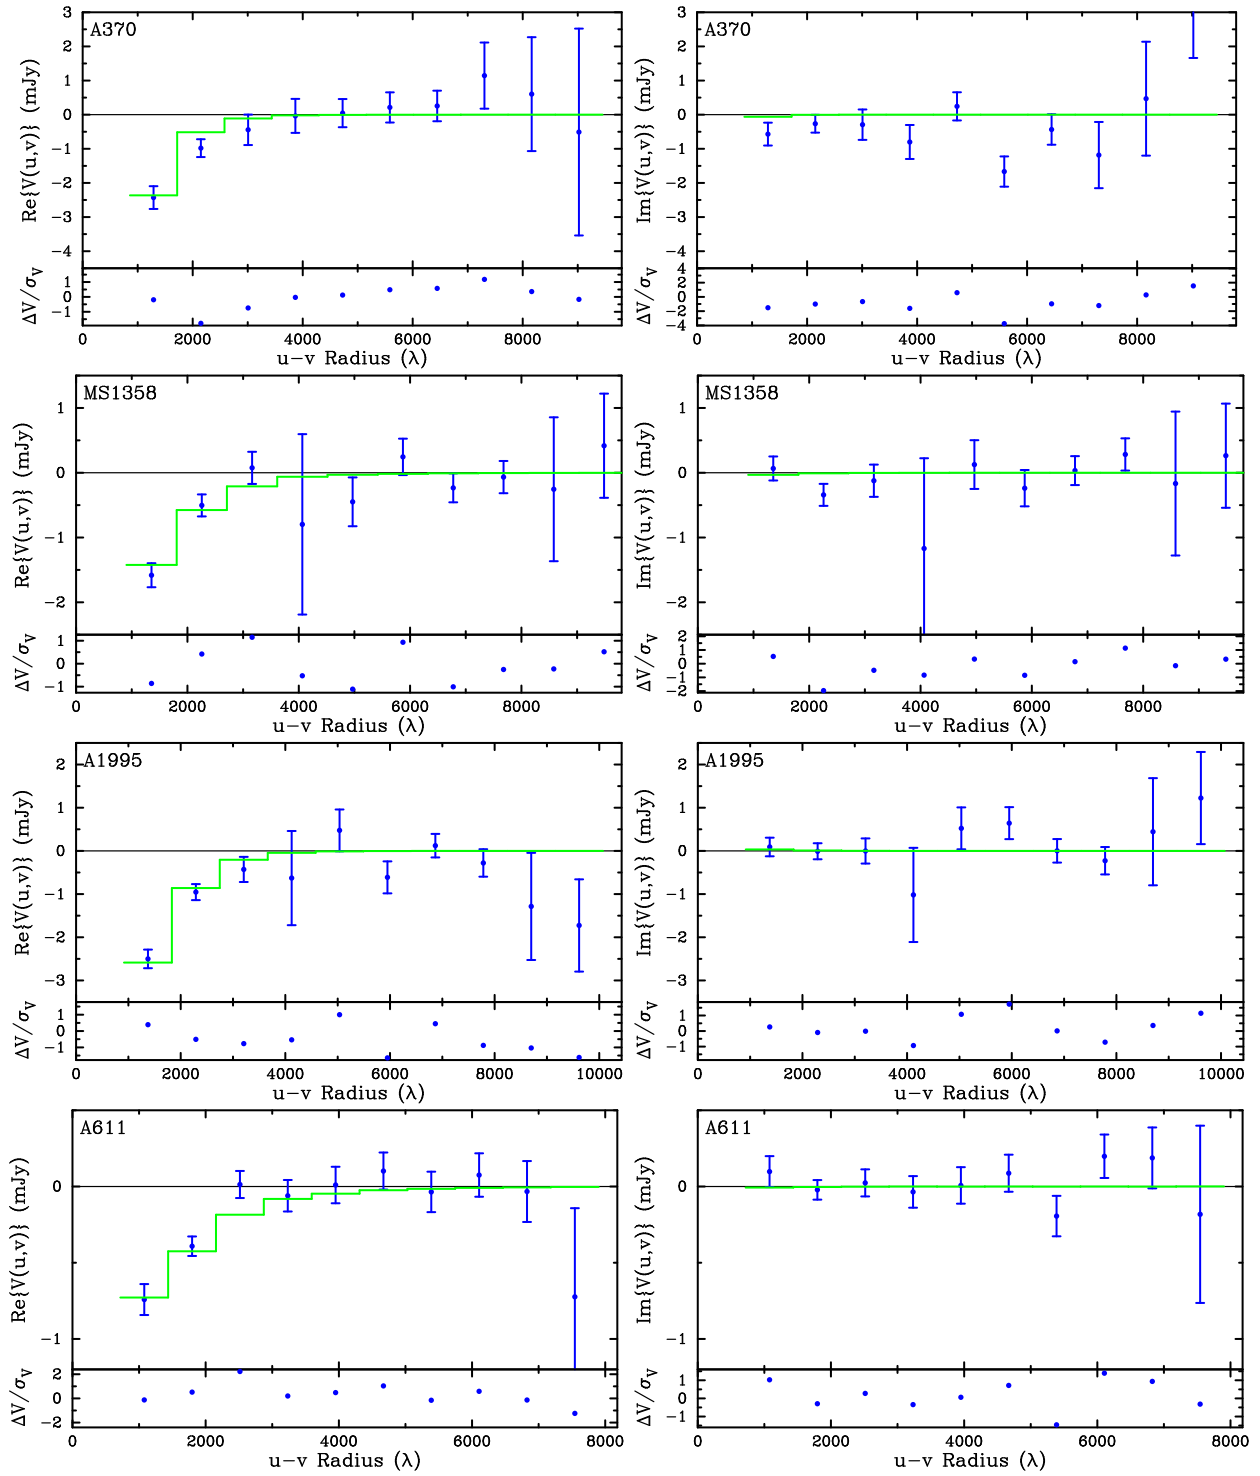 A370
Re{V(u,v)} (mJy)
3
2
1
0
−1
−2
−3
−4
ΔV/σV
1
0
−1
0 2000 4000 6000 8000
u−v Radius (λ)
A370
Im{V(u,v)} (mJy)
3
2
1
0
−1
−2
−3
−4
ΔV/σV
4
2
0
−2
−4
0 2000 4000 6000 8000
u−v Radius (λ)
MS1358
Re{V(u,v)} (mJy)
1
0
−1
−2
ΔV/σV
1
0
−1
0 2000 4000 6000 8000
u−v Radius (λ)
MS1358
Im{V(u,v)} (mJy)
1
0
−1
−2
ΔV/σV
2
1
0
−1
−2
0 2000 4000 6000 8000
u−v Radius (λ)
A1995
Re{V(u,v)} (mJy)
2
1
0
−1
−2
−3
ΔV/σV
1
0
−1
0 2000 4000 6000 8000 10000
u−v Radius (λ)
A1995
Im{V(u,v)} (mJy)
2
1
0
−1
−2
−3
ΔV/σV
1
0
−1
0 2000 4000 6000 8000 10000
u−v Radius (λ)
A611
Re{V(u,v)} (mJy)
0
−1
ΔV/σV
2
0
−2
0 2000 4000 6000 8000
u−v Radius (λ)
A611
Im{V(u,v)} (mJy)
0
−1
ΔV/σV
1
0
−1
0 2000 4000 6000 8000
u−v Radius (λ)